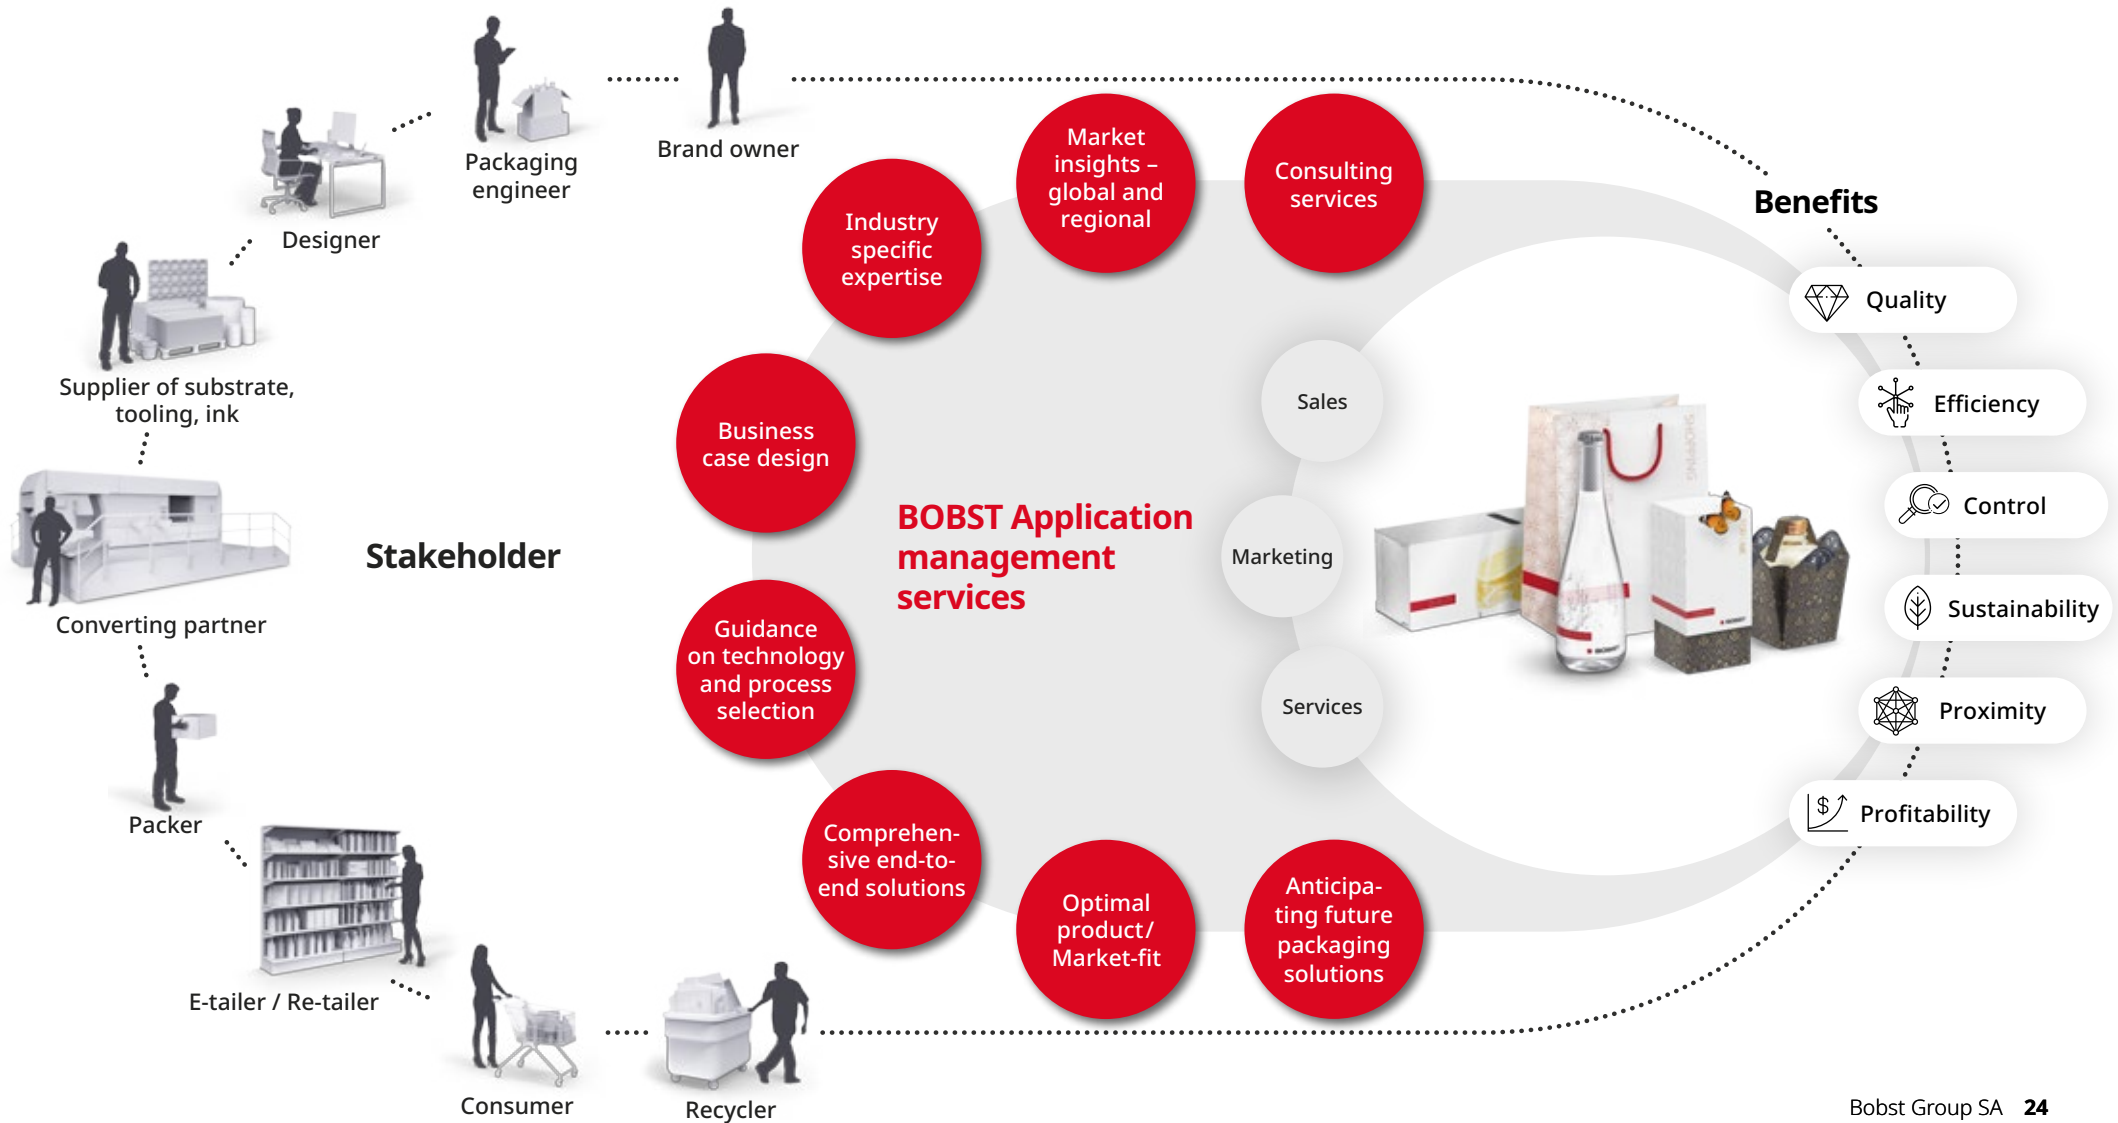 Brand owner
Packaging
engineer
Designer
Supplier of substrate,
tooling, ink
Converting partner
Packer
E-tailer / Re-tailer
Consumer
Recycler
Stakeholder
Market
insights –
global and
regional
Consulting
services
Industry
specific
expertise
Business
case design
Guidance
on technology
and process
selection
Comprehen-
sive end-to-
end solutions
Optimal
product/
Market-fit
Anticipa-
ting future
packaging
solutions
BOBST Application
management
services
Sales
Marketing
Services
SHOPPING
BOBST
BOBST
Benefits
Quality
Efficiency
Control
Sustainability
Proximity
$
Profitability
Bobst Group SA 24